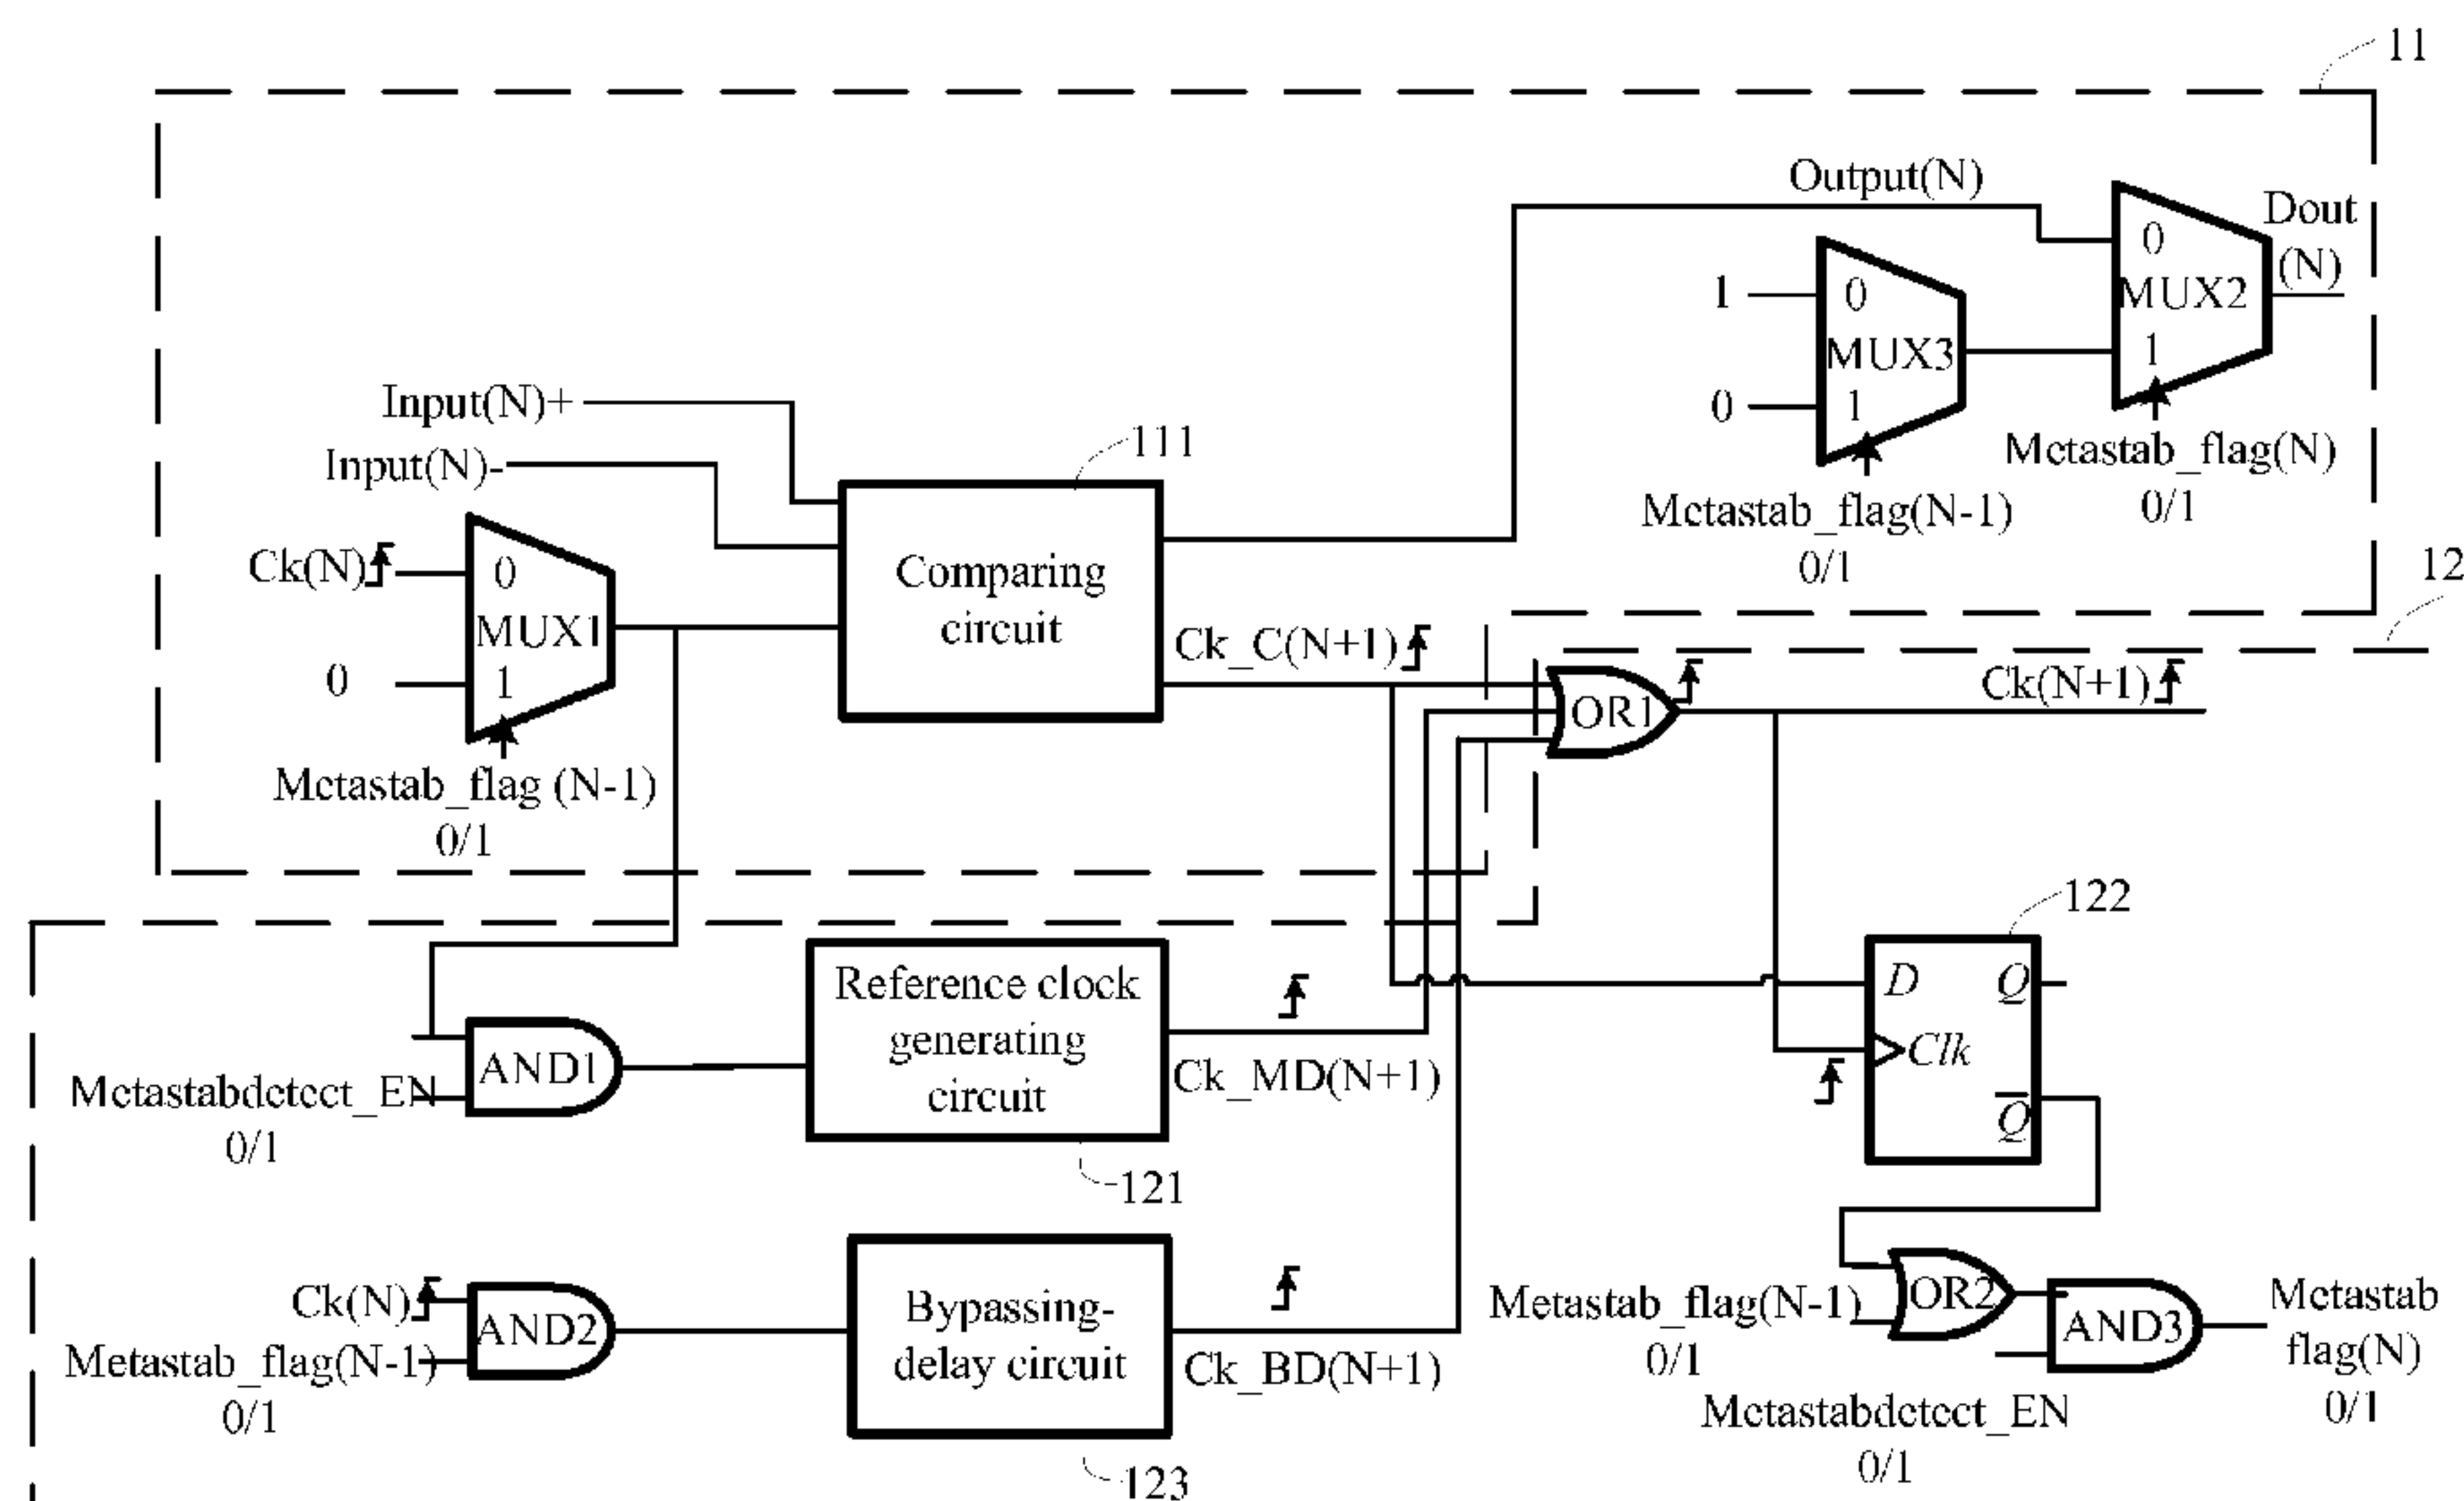 11
Output(N)
Dout
(N)
0
MUX2
1
1
0
MUX3
0
1
Metastab_flag(N)
0/1
Metastab_flag(N-1)
0/1
Input(N)+
Input(N)-
111
Comparing
circuit
Ck(N)
0
MUX1
0
1
Metastab_flag (N-1)
0/1
12
Ck_C(N+1)
OR1
Ck(N+1)
122
D
Q
Clk
Q̅
Reference clock
generating
circuit
Ck_MD(N+1)
121
AND1
Metastabdetect_EN
0/1
Ck(N)
AND2
Metastab_flag(N-1)
0/1
Bypassing-
delay circuit
Ck_BD(N+1)
123
Metastab_flag(N-1)
0/1
OR2
AND3
Metastabdetect_EN
0/1
Metastab
flag(N)
0/1